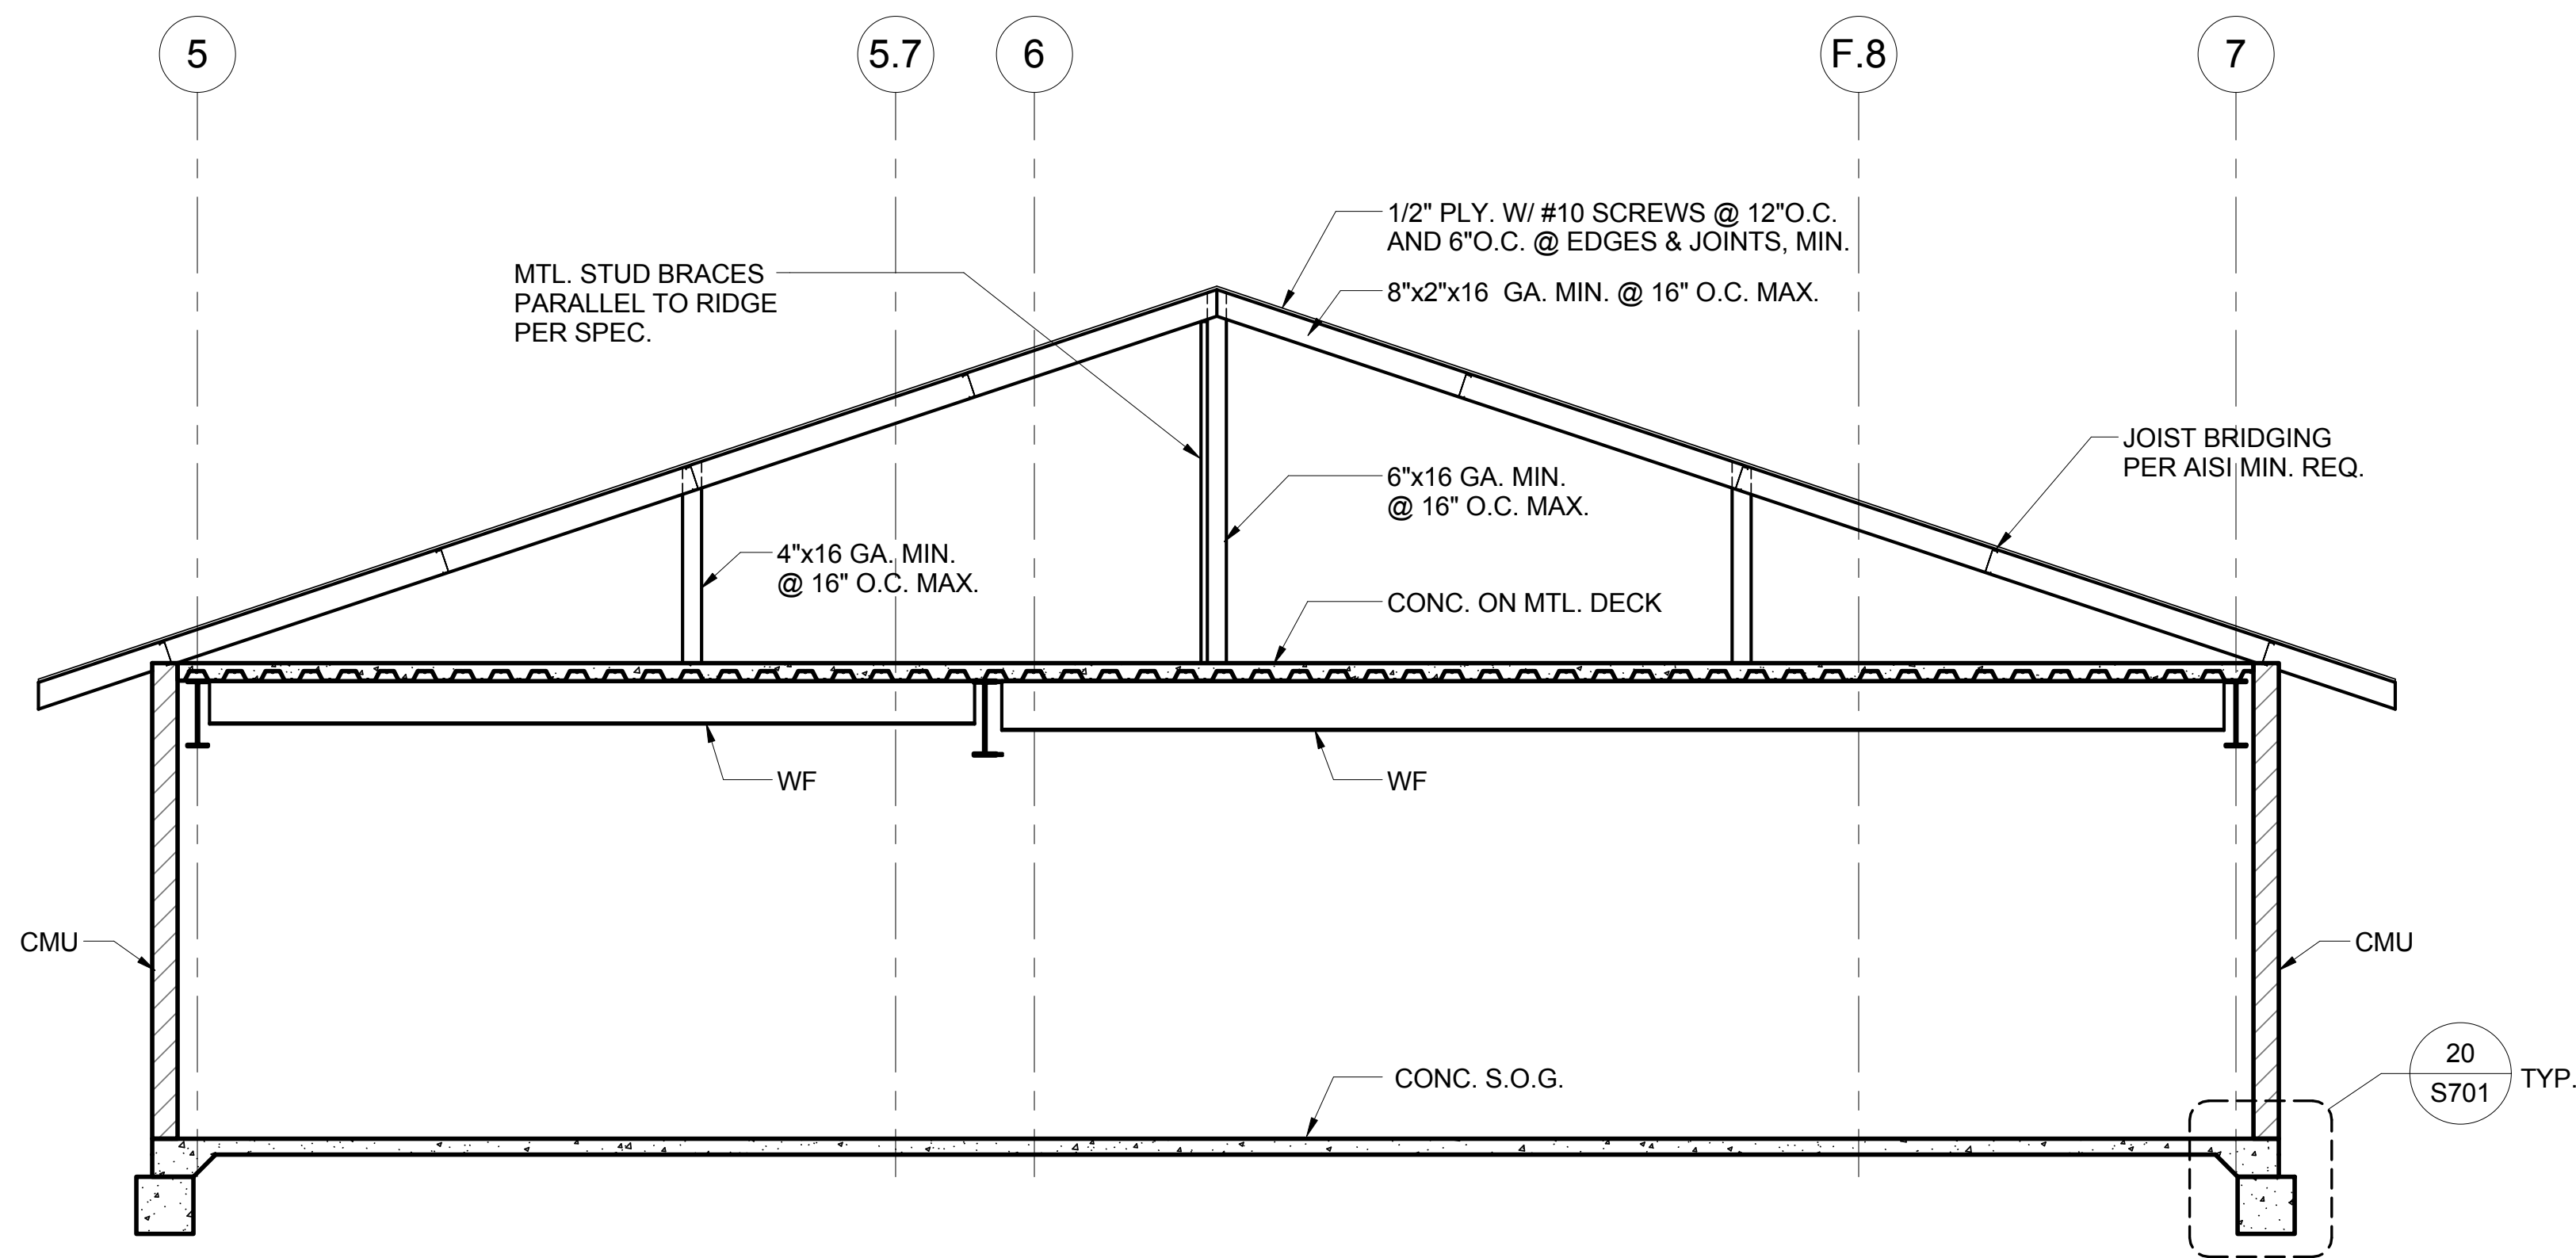 5
5.7
6
F.8
7
1/2" PLY. W/ #10 SCREWS @ 12"O.C.
AND 6"O.C. @ EDGES & JOINTS, MIN.
MTL. STUD BRACES
PARALLEL TO RIDGE
PER SPEC.
8"x2"x16 GA. MIN. @ 16" O.C. MAX.
JOIST BRIDGING
PER AISI MIN. REQ.
6"x16 GA. MIN.
@ 16" O.C. MAX.
4"x16 GA. MIN.
@ 16" O.C. MAX.
CONC. ON MTL. DECK
WF
WF
CMU
CMU
CONC. S.O.G.
20
S701
TYP.